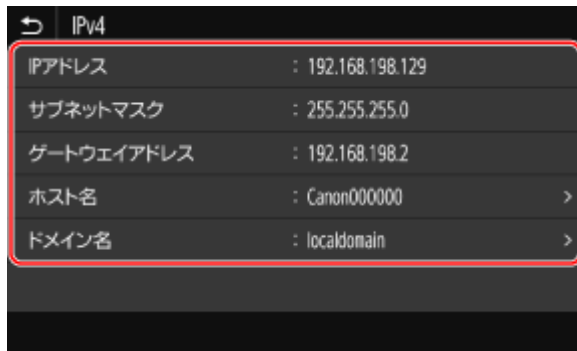 IPv4
IPアドレス : 192.168.198.129
サブネットマスク : 255.255.255.0
ゲートウェイアドレス : 192.168.198.2
ホスト名 : Canon000000 >
ドメイン名 : localdomain >